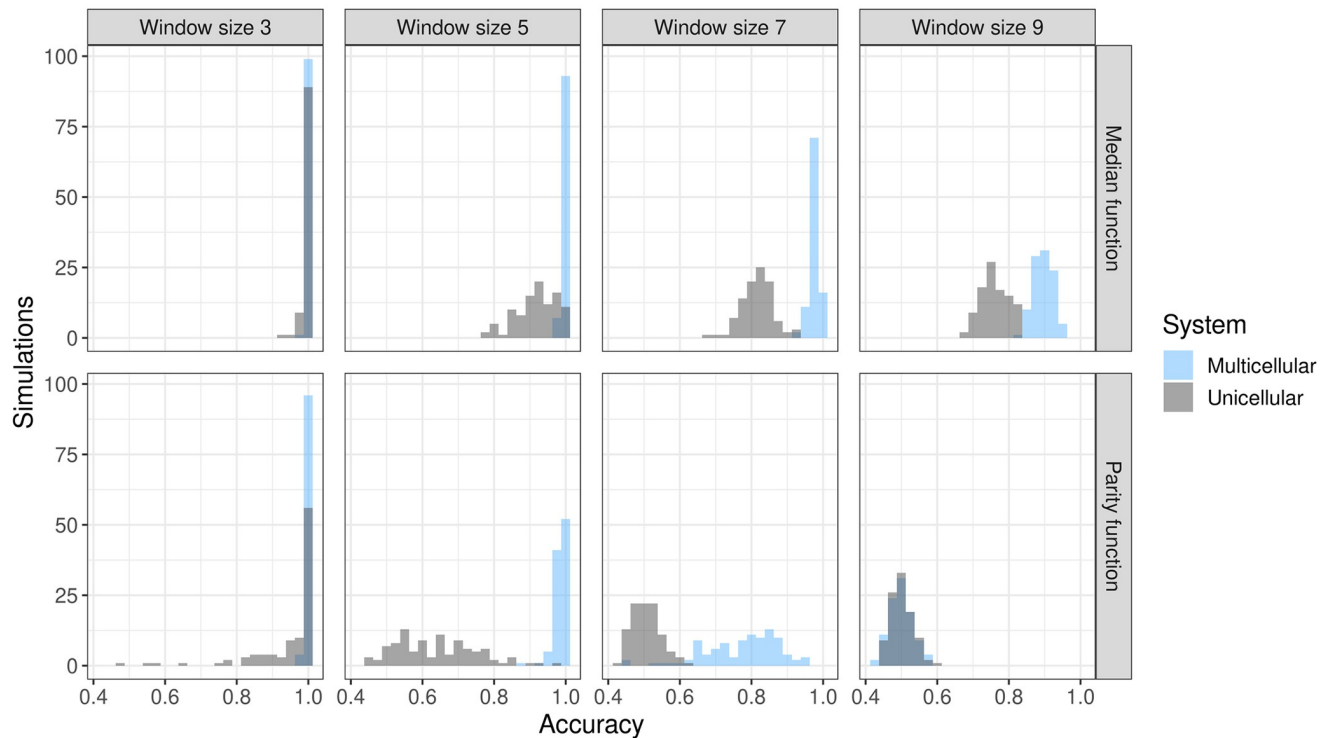 Window size 3 Window size 5 Window size 7 Window size 9
100
75
50
25
0
Median function
100
75
50
25
0
Parity function
Simulations
0.4 0.6 0.8 1.0 0.4 0.6 0.8 1.0 0.4 0.6 0.8 1.0 0.4 0.6 0.8 1.0
Accuracy
System
Multicellular
Unicellular